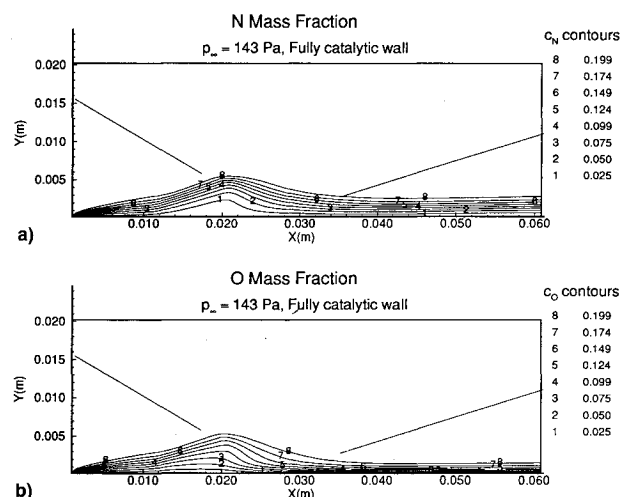 N Mass Fraction
p∞ = 143 Pa, Fully catalytic wall
cN contours
8 0.199
7 0.174
6 0.149
5 0.124
4 0.099
3 0.075
2 0.050
1 0.025
0.020
0.015
0.010
0.005
Y(m)
0.010 0.020 0.030 0.040 0.050 0.060
X(m)
a)
O Mass Fraction
p∞ = 143 Pa, Fully catalytic wall
cO contours
8 0.199
7 0.174
6 0.149
5 0.124
4 0.099
3 0.075
2 0.050
1 0.025
0.020
0.015
0.010
0.005
Y(m)
0.010 0.020 0.030 0.040 0.050 0.060
X(m)
b)